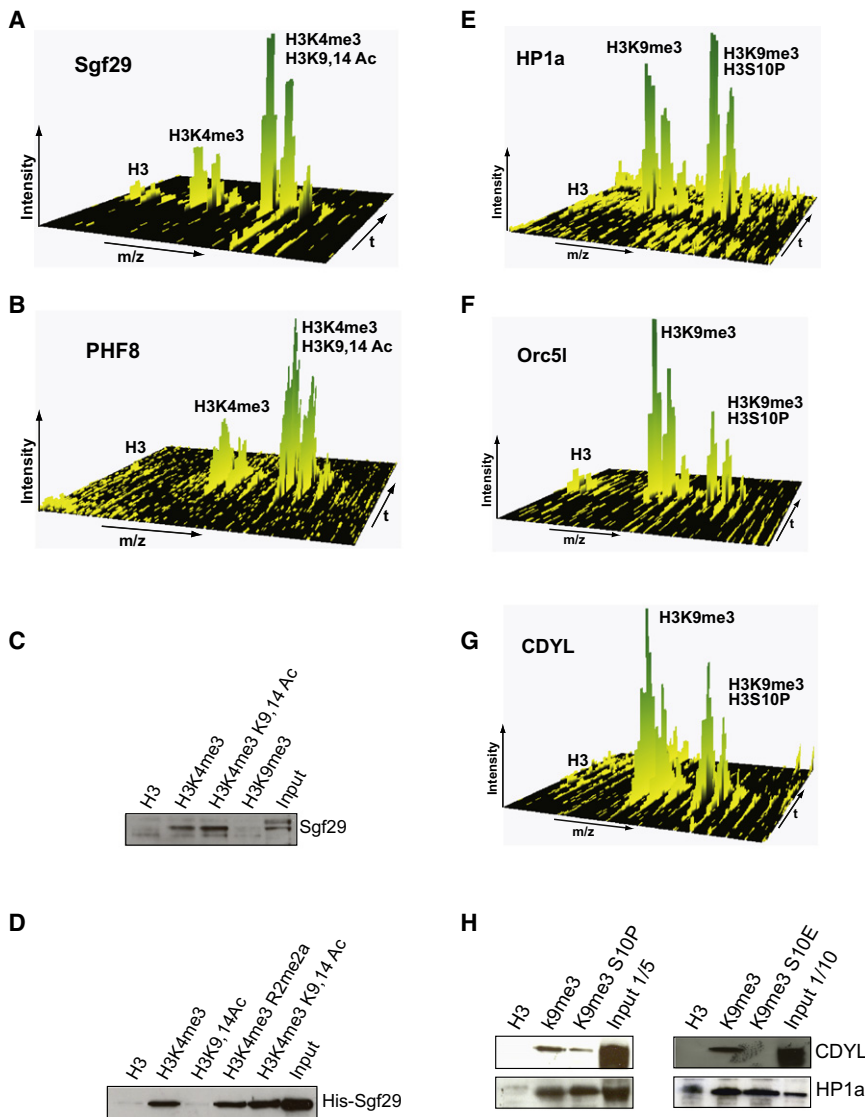 A
Sgf29
H3K4me3
H3K9,14 Ac
H3K4me3
H3
Intensity
m/z
t
B
PHF8
H3K4me3
H3K9,14 Ac
H3K4me3
H3
Intensity
m/z
t
C
H3
H3K4me3
H3K4me3 K9,14 Ac
H3K9me3
Input
Sgf29
D
H3
H3K4me3
H3K9,14Ac
H3K4me3 R2me2a
H3K4me3 K9,14 Ac
Input
His-Sgf29
E
HP1a
H3K9me3
H3K9me3
H3S10P
H3
Intensity
m/z
t
F
Orc5l
H3K9me3
H3K9me3
H3S10P
H3
Intensity
m/z
t
G
CDYL
H3K9me3
H3K9me3
H3S10P
H3
Intensity
m/z
t
H
H3
K9me3
K9me3 S10P
Input 1/5
H3
K9me3
K9me3 S10E
Input 1/10
CDYL
HP1a